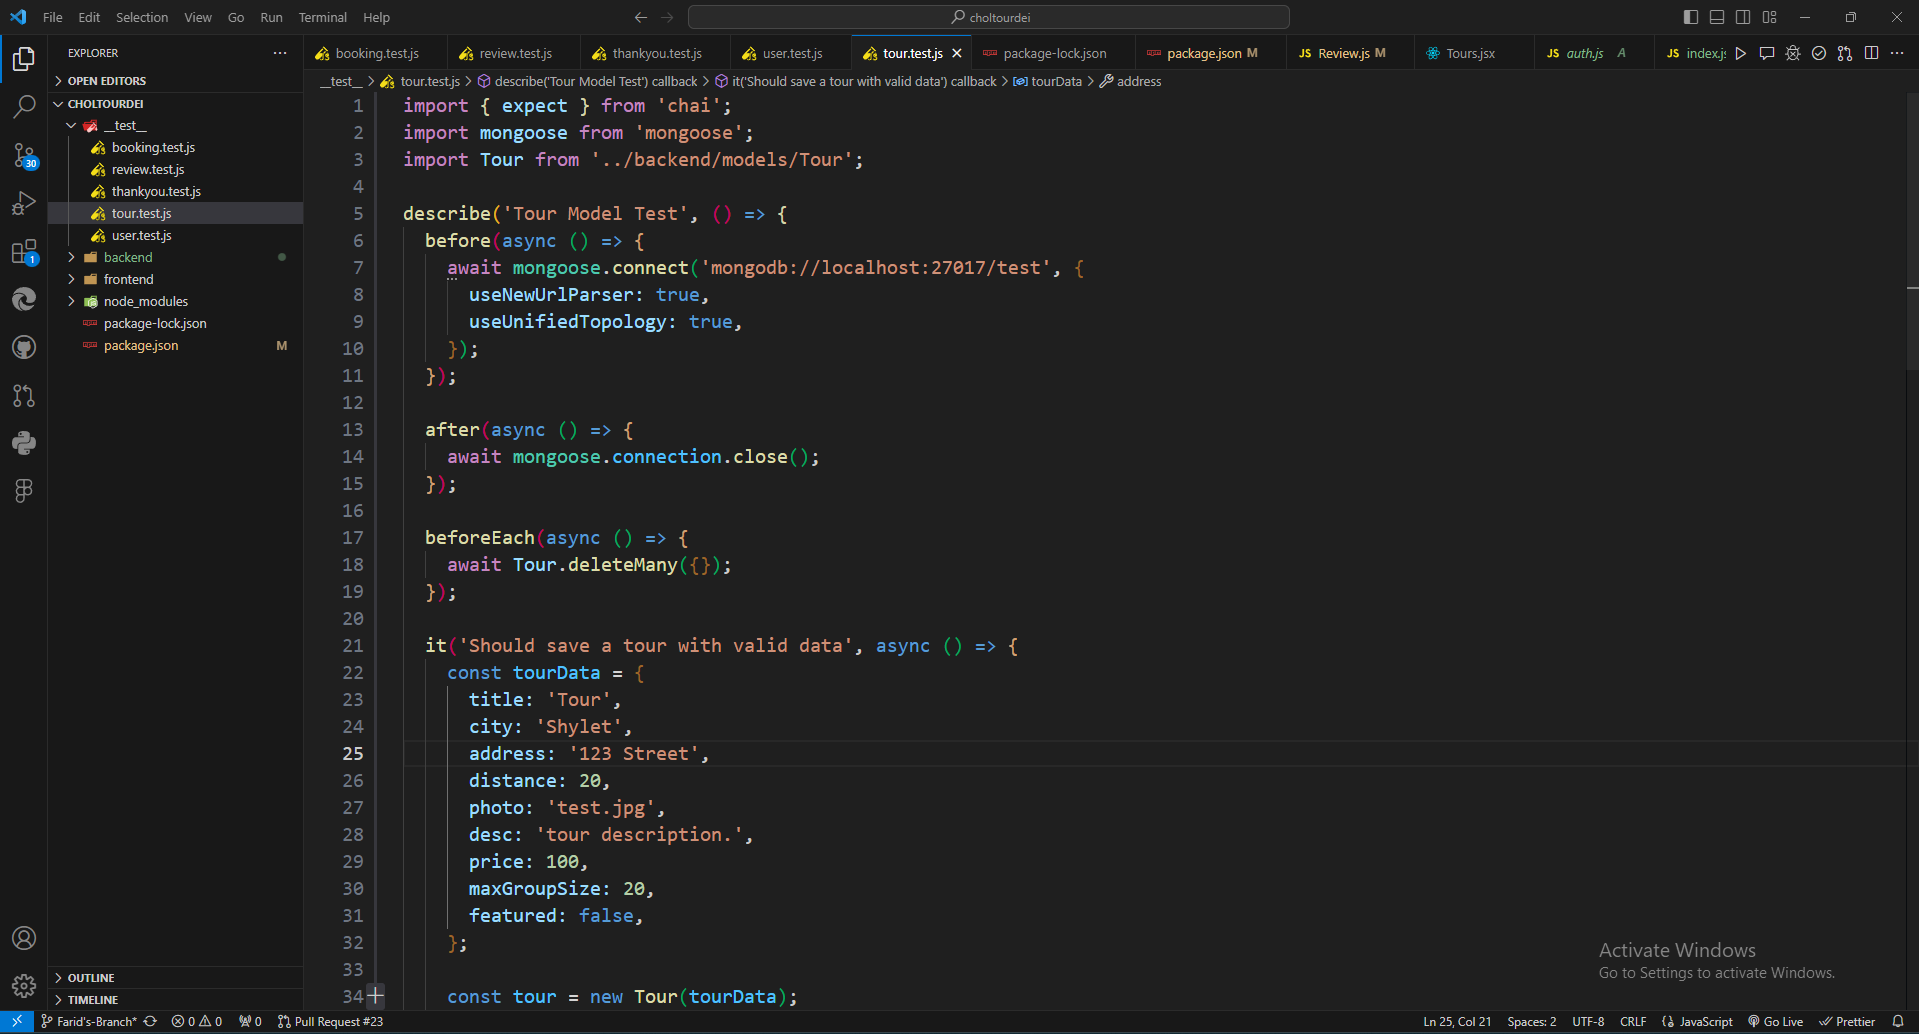 File Edit Selection View Go Run Terminal Help
choltourdei
EXPLORER
booking.test.js review.test.js thankyou.test.js user.test.js tour.test.js package-lock.json package.json M Review.js M Tours.jsx auth.js A index.js
OPEN EDITORS
__test__ > tour.test.js > describe('Tour Model Test') callback > it('Should save a tour with valid data') callback > tourData > address
CHOLTOURDEI
__test__
booking.test.js
review.test.js
thankyou.test.js
tour.test.js
user.test.js
backend
frontend
node_modules
package-lock.json
package.json M
30
1
OUTLINE
TIMELINE
1 import { expect } from 'chai';
2 import mongoose from 'mongoose';
3 import Tour from '../backend/models/Tour';
4
5 describe('Tour Model Test', () => {
6 before(async () => {
7 await mongoose.connect('mongodb://localhost:27017/test', {
8 useNewUrlParser: true,
9 useUnifiedTopology: true,
10 });
11 });
12
13 after(async () => {
14 await mongoose.connection.close();
15 });
16
17 beforeEach(async () => {
18 await Tour.deleteMany({});
19 });
20
21 it('Should save a tour with valid data', async () => {
22 const tourData = {
23 title: 'Tour',
24 city: 'Shylet',
25 address: '123 Street',
26 distance: 20,
27 photo: 'test.jpg',
28 desc: 'tour description.',
29 price: 100,
30 maxGroupSize: 20,
31 featured: false,
32 };
33
34 const tour = new Tour(tourData);
Activate Windows
Go to Settings to activate Windows.
Farid's-Branch* 0 0 0 Pull Request #23 Ln 25, Col 21 Spaces: 2 UTF-8 CRLF JavaScript Go Live Prettier